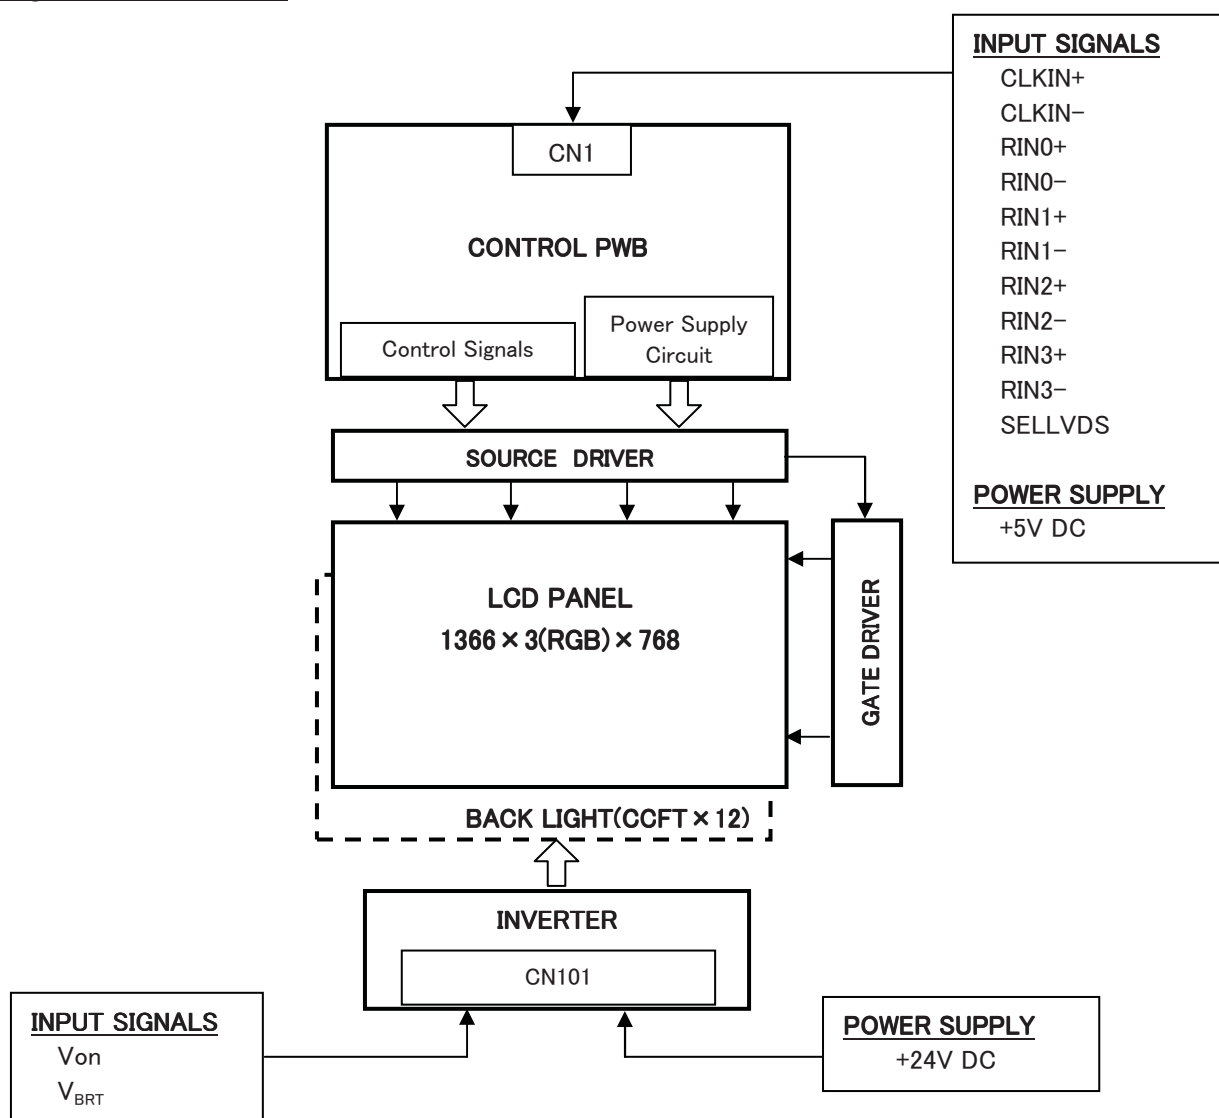 INPUT SIGNALS
CLKIN+
CLKIN−
RIN0+
RIN0−
RIN1+
RIN1−
RIN2+
RIN2−
RIN3+
RIN3−
SELLVDS
POWER SUPPLY
+5V DC
CN1
CONTROL PWB
Control Signals
Power Supply
Circuit
SOURCE DRIVER
LCD PANEL
1366×3(RGB)×768
GATE DRIVER
BACK LIGHT(CCFT×12)
INVERTER
CN101
INPUT SIGNALS
Von
VBRT
POWER SUPPLY
+24V DC